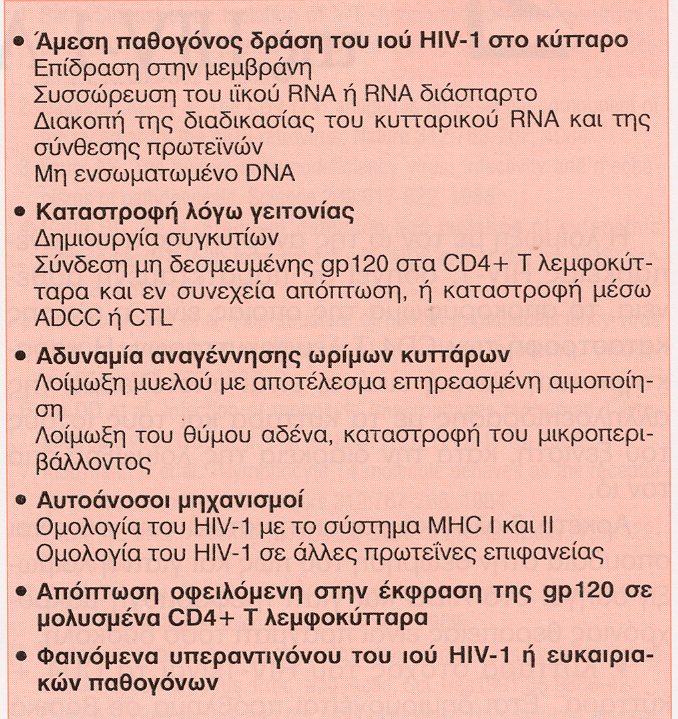 • Άμεση παθογόνος δράση του ιού HIV-1 στο κύτταρο
Επίδραση στην μεμβράνη
Συσσώρευση του ιϊκού RNA ή RNA διάσπαρτο
Διακοπή της διαδικασίας του κυτταρικού RNA και της
σύνθεσης πρωτεϊνών
Μη ενσωματωμένο DNA
• Καταστροφή λόγω γειτονίας
Δημιουργία συγκυτίων
Σύνδεση μη δεσμευμένης gp120 στα CD4+ T λεμφοκύτ-
ταρα και εν συνεχεία απόπτωση, ή καταστροφή μέσω
ADCC ή CTL
• Αδυναμία αναγέννησης ωρίμων κυττάρων
Λοίμωξη μυελού με αποτέλεσμα επηρεασμένη αιμοποίη-
ση
Λοίμωξη του θύμου αδένα, καταστροφή του μικροπερι-
βάλλοντος
• Αυτοάνοσοι μηχανισμοί
Ομολογία του HIV-1 με το σύστημα MHC I και II
Ομολογία του HIV-1 σε άλλες πρωτεΐνες επιφανείας
• Απόπτωση οφειλόμενη στην έκφραση της gp120 σε
μολυσμένα CD4+ T λεμφοκύτταρα
• Φαινόμενα υπεραντιγόνου του ιού HIV-1 ή ευκαιρια-
κών παθογόνων